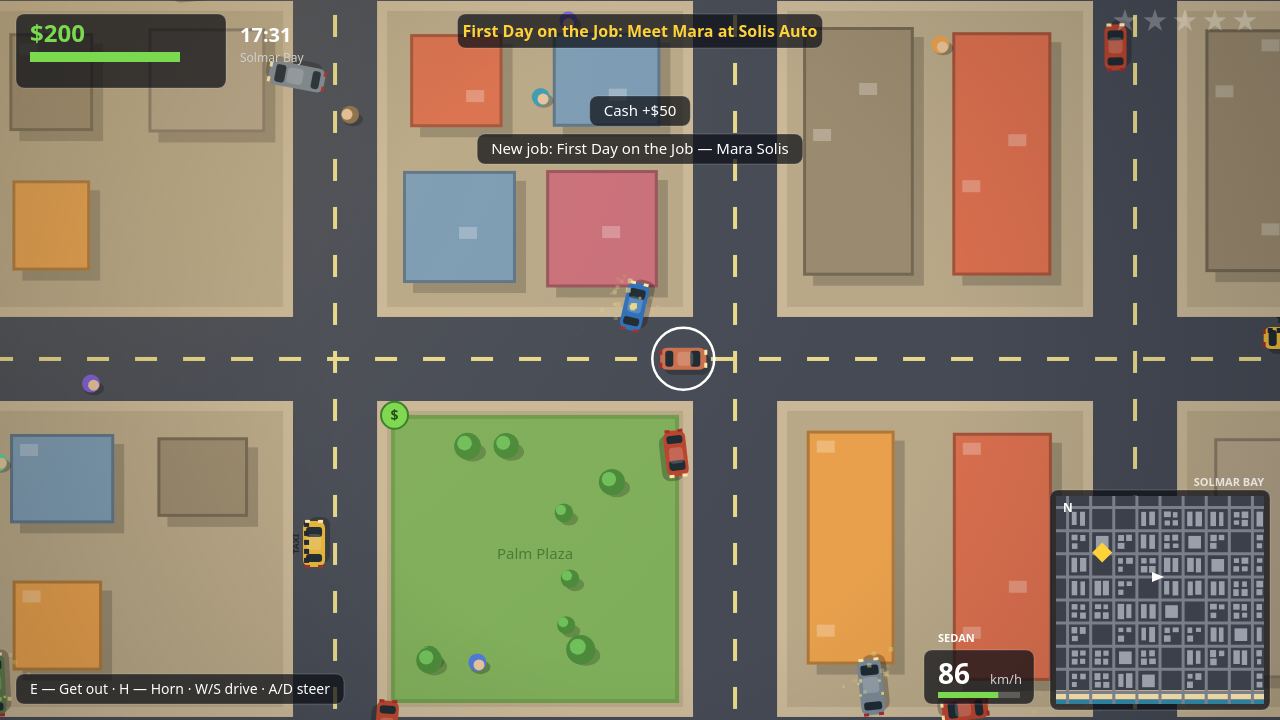 $200
17:31
Solmar Bay
First Day on the Job: Meet Mara at Solis Auto
Cash +$50
New job: First Day on the Job — Mara Solis
$
TAXI
Palm Plaza
SOLMAR BAY
N
SEDAN
86 km/h
E — Get out · H — Horn · W/S drive · A/D steer